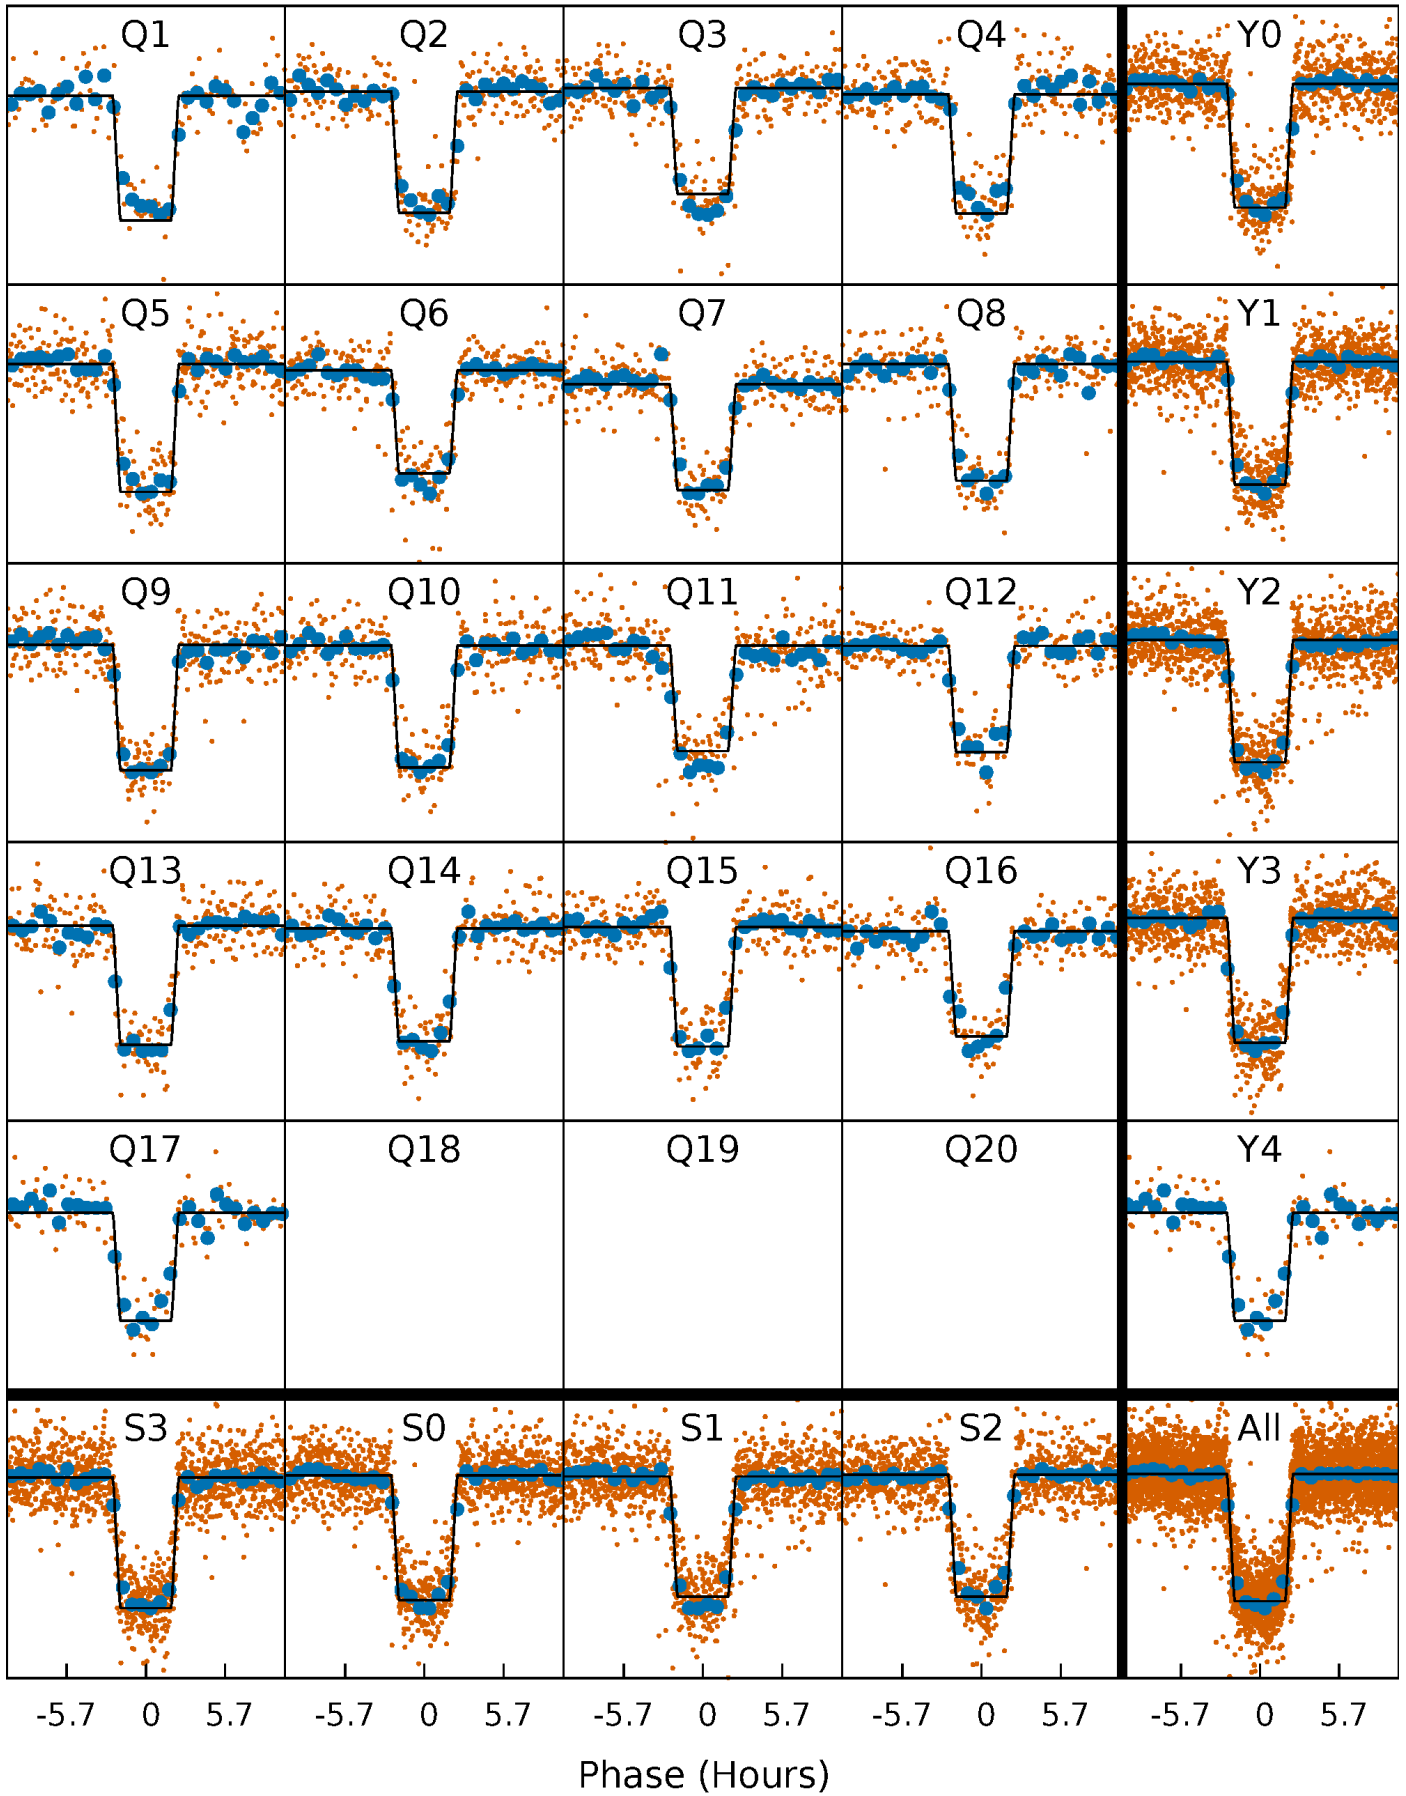 Q1 Q2 Q3 Q4 Y0
Q5 Q6 Q7 Q8 Y1
Q9 Q10 Q11 Q12 Y2
Q13 Q14 Q15 Q16 Y3
Q17 Q18 Q19 Q20 Y4
S3 S0 S1 S2 All
-5.7 0 5.7 -5.7 0 5.7 -5.7 0 5.7 -5.7 0 5.7 -5.7 0 5.7
Phase (Hours)